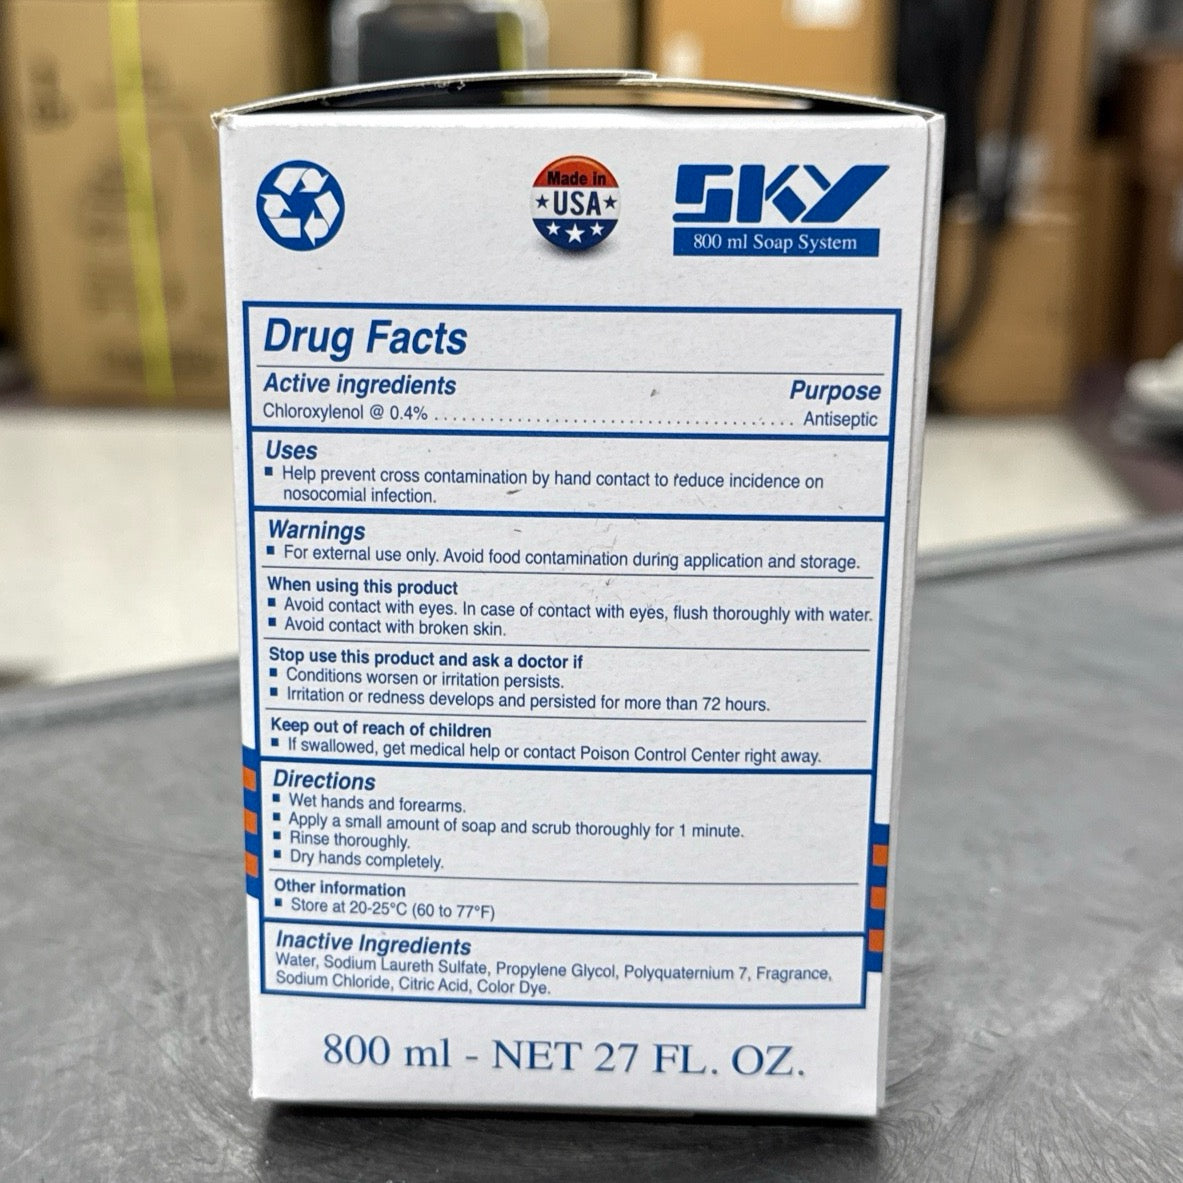 Made in
USA
SKY
800 ml Soap System
Drug Facts
Active ingredients Purpose
Chloroxylenol @ 0.4% ........................................ Antiseptic
Uses
▪ Help prevent cross contamination by hand contact to reduce incidence on
nosocomial infection.
Warnings
▪ For external use only. Avoid food contamination during application and storage.
When using this product
▪ Avoid contact with eyes. In case of contact with eyes, flush thoroughly with water.
▪ Avoid contact with broken skin.
Stop use this product and ask a doctor if
▪ Conditions worsen or irritation persists.
▪ Irritation or redness develops and persisted for more than 72 hours.
Keep out of reach of children
▪ If swallowed, get medical help or contact Poison Control Center right away.
Directions
▪ Wet hands and forearms.
▪ Apply a small amount of soap and scrub thoroughly for 1 minute.
▪ Rinse thoroughly.
▪ Dry hands completely.
Other information
▪ Store at 20-25°C (60 to 77°F)
Inactive Ingredients
Water, Sodium Laureth Sulfate, Propylene Glycol, Polyquaternium 7, Fragrance,
Sodium Chloride, Citric Acid, Color Dye.
800 ml - NET 27 FL. OZ.